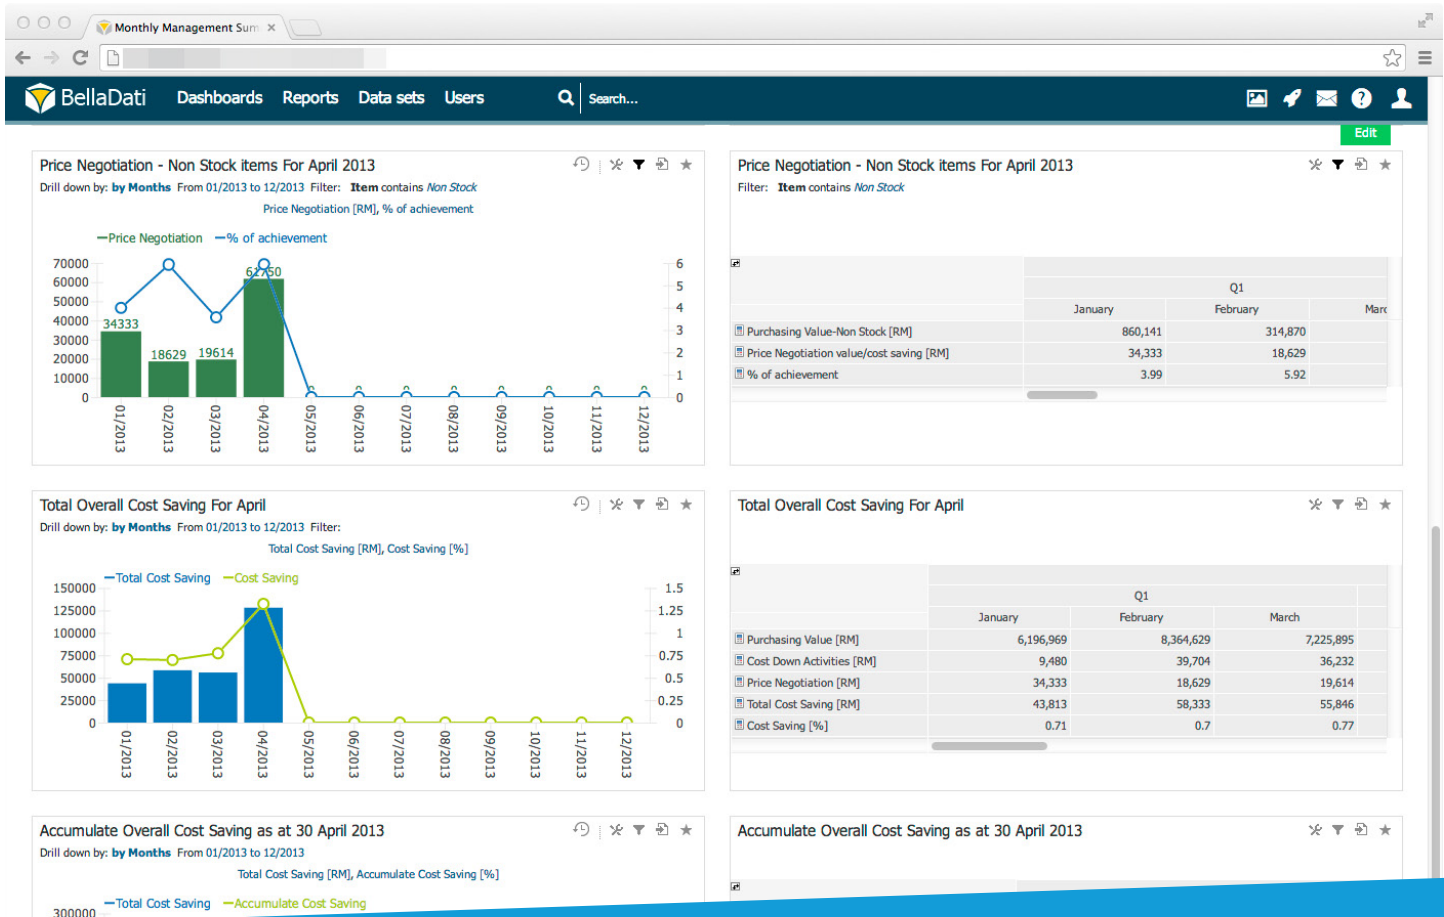 Monthly Management Sum
BellaDati Dashboards Reports Data sets Users Search...
Edit
Price Negotiation - Non Stock items For April 2013
Drill down by: by Months From 01/2013 to 12/2013 Filter: Item contains Non Stock
Price Negotiation [RM], % of achievement
Price Negotiation % of achievement
70000 6
60000 5
50000 4
40000 3
30000 2
20000 1
10000 0
0
34333 18629 19614 61750
01/2013 02/2013 03/2013 04/2013 05/2013 06/2013 07/2013 08/2013 09/2013 10/2013 11/2013 12/2013
Price Negotiation - Non Stock items For April 2013
Filter: Item contains Non Stock
Q1
January February Marc
Purchasing Value-Non Stock [RM] 860,141 314,870
Price Negotiation value/cost saving [RM] 34,333 18,629
% of achievement 3.99 5.92
Total Overall Cost Saving For April
Drill down by: by Months From 01/2013 to 12/2013 Filter:
Total Cost Saving [RM], Cost Saving [%]
Total Cost Saving Cost Saving
150000 1.5
125000 1.25
100000 1
75000 0.75
50000 0.5
25000 0.25
0 0
01/2013 02/2013 03/2013 04/2013 05/2013 06/2013 07/2013 08/2013 09/2013 10/2013 11/2013 12/2013
Total Overall Cost Saving For April
Q1
January February March
Purchasing Value [RM] 6,196,969 8,364,629 7,225,895
Cost Down Activities [RM] 9,480 39,704 36,232
Price Negotiation [RM] 34,333 18,629 19,614
Total Cost Saving [RM] 43,813 58,333 55,846
Cost Saving [%] 0.71 0.7 0.77
Accumulate Overall Cost Saving as at 30 April 2013
Drill down by: by Months From 01/2013 to 12/2013
Total Cost Saving [RM], Accumulate Cost Saving [%]
Total Cost Saving Accumulate Cost Saving
300000
Accumulate Overall Cost Saving as at 30 April 2013